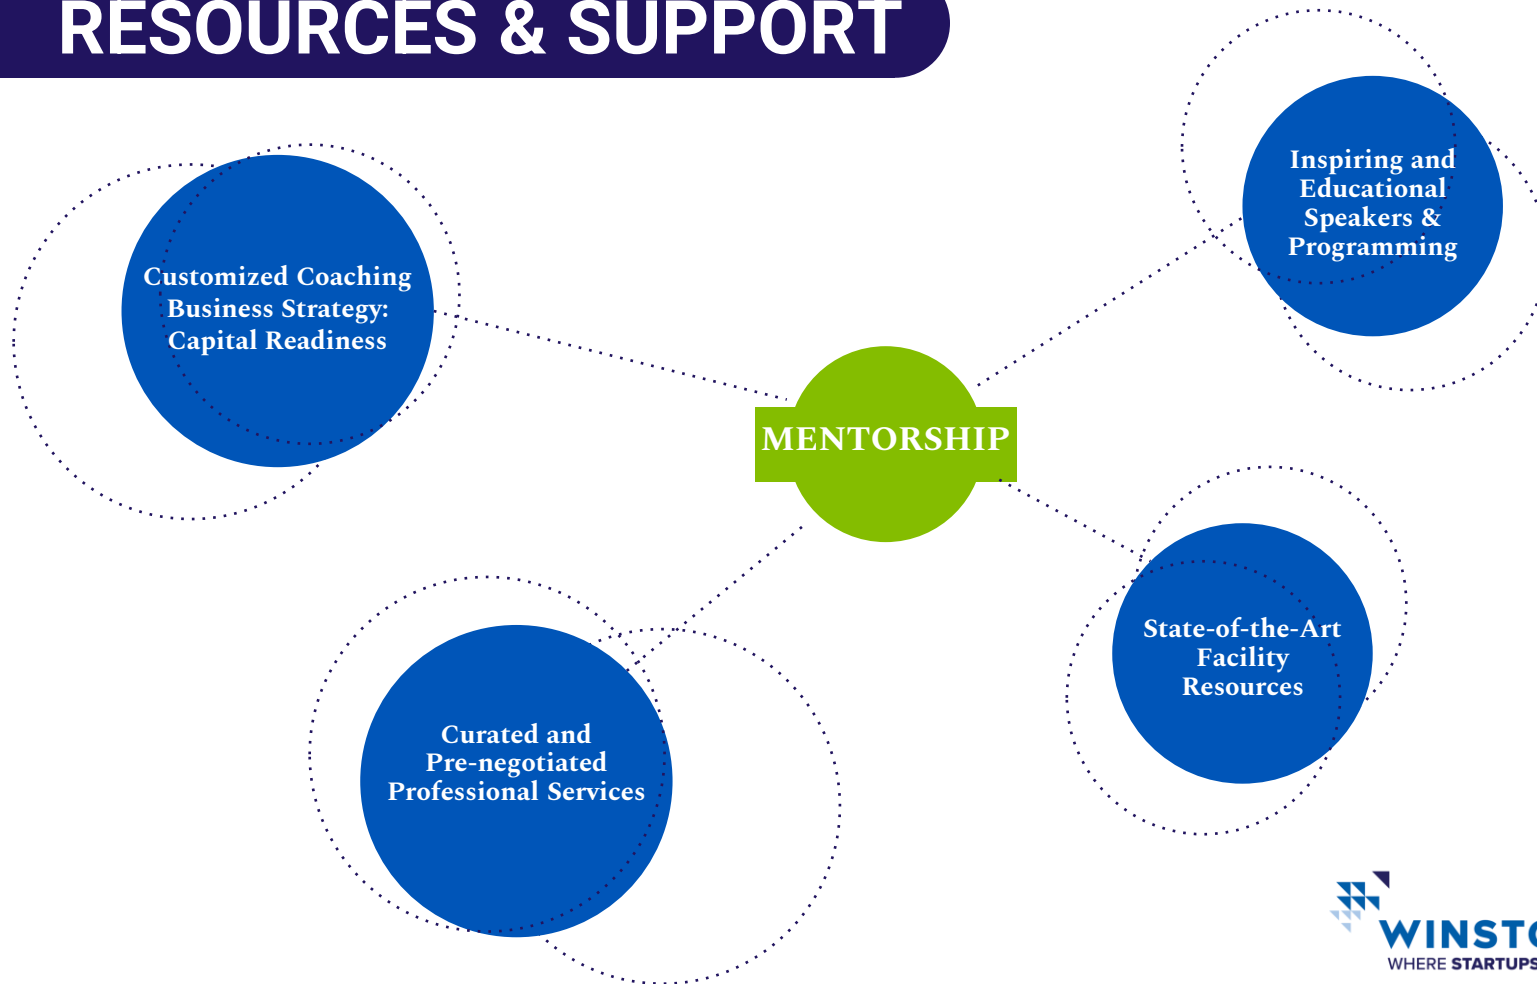 RESOURCES & SUPPORT
Customized Coaching
Business Strategy:
Capital Readiness
Inspiring and
Educational
Speakers &
Programming
MENTORSHIP
State-of-the-Art
Facility
Resources
Curated and
Pre-negotiated
Professional Services
WHERE STARTUPS